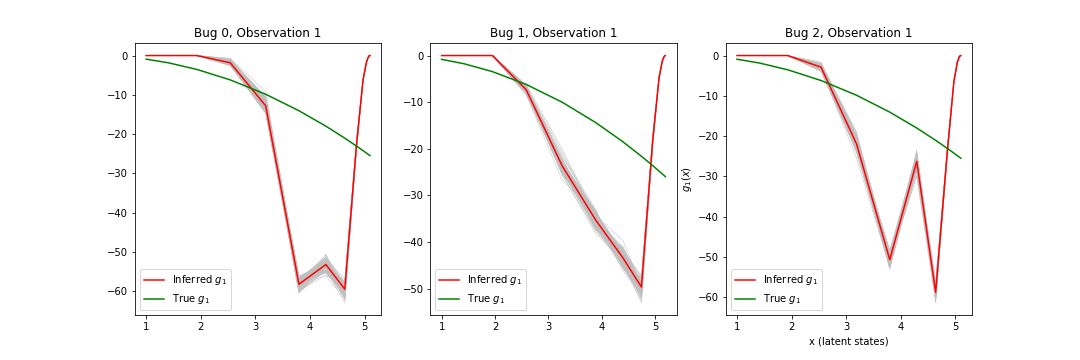 Bug 0, Observation 1
0
−10
−20
−30
−40
−50
−60
1 2 3 4 5
Inferred g₁
True g₁
Bug 1, Observation 1
0
−10
−20
−30
−40
−50
1 2 3 4 5
Inferred g₁
True g₁
Bug 2, Observation 1
g₁(x)
0
−10
−20
−30
−40
−50
−60
1 2 3 4 5
x (latent states)
Inferred g₁
True g₁